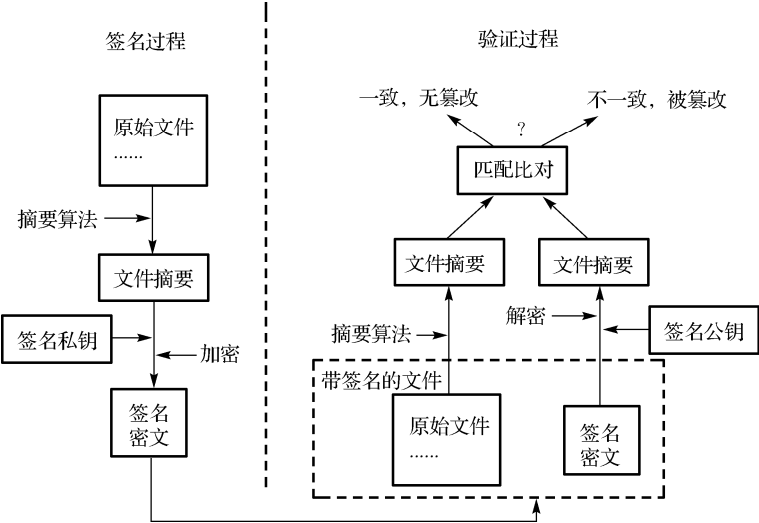 签名过程
原始文件
……
摘要算法
文件摘要
签名私钥
加密
签名
密文
验证过程
一致，无篡改
不一致，被篡改
?
匹配比对
文件摘要
文件摘要
摘要算法
解密
签名公钥
带签名的文件
原始文件
……
签名
密文